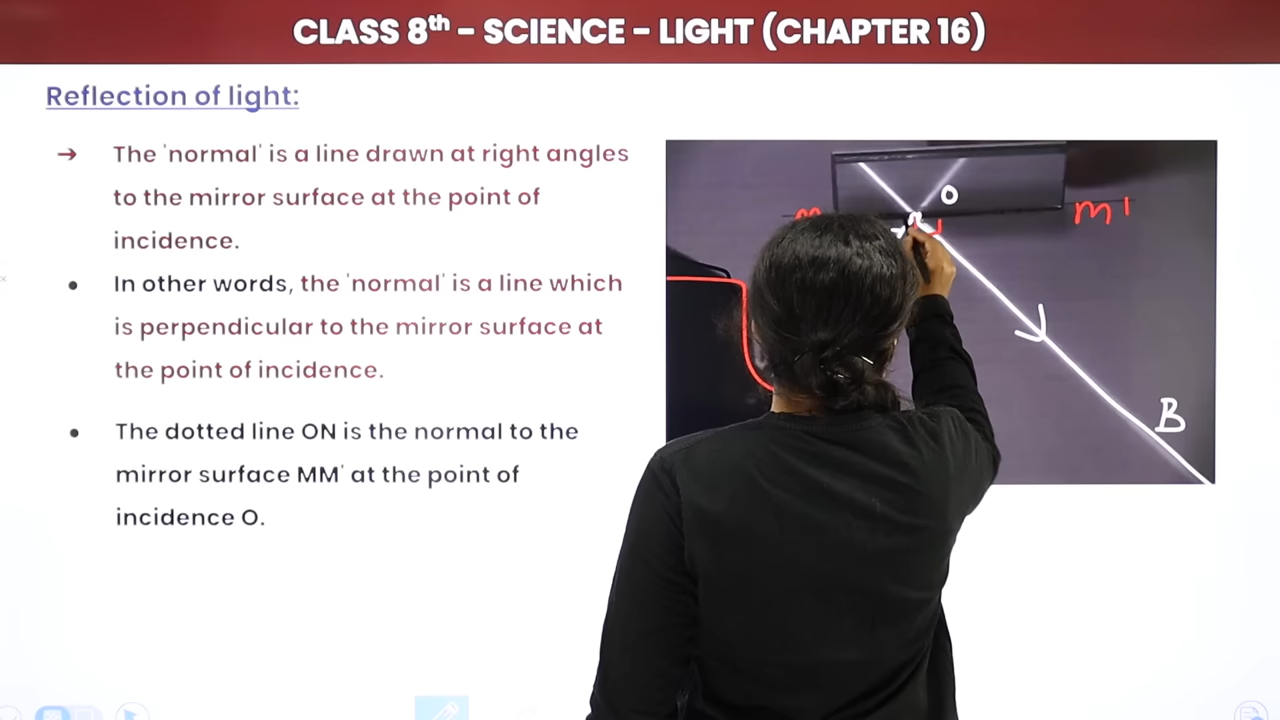 CLASS 8th - SCIENCE - LIGHT (CHAPTER 16)
Reflection of light:
→ The 'normal' is a line drawn at right angles
to the mirror surface at the point of
incidence.
• In other words, the 'normal' is a line which
is perpendicular to the mirror surface at
the point of incidence.
• The dotted line ON is the normal to the
mirror surface MM' at the point of
incidence O.
O
m'
B